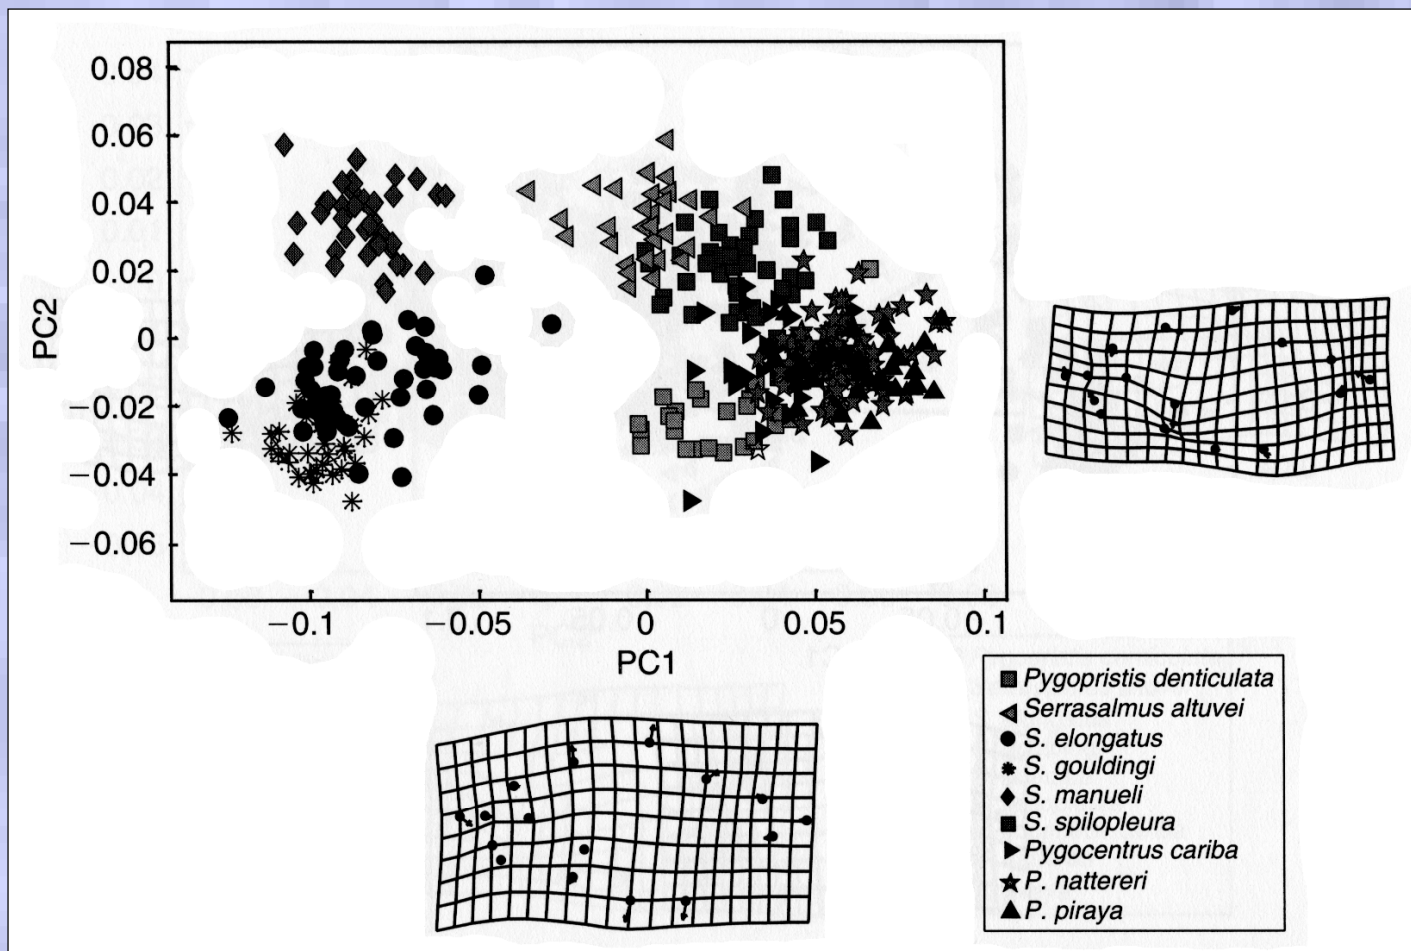 0.08
0.06
0.04
0.02
0
−0.02
−0.04
−0.06
PC2
−0.1
−0.05
0
0.05
0.1
PC1
Pygopristis denticulata
Serrasalmus altuvei
S. elongatus
S. gouldingi
S. manueli
S. spilopleura
Pygocentrus cariba
P. nattereri
P. piraya